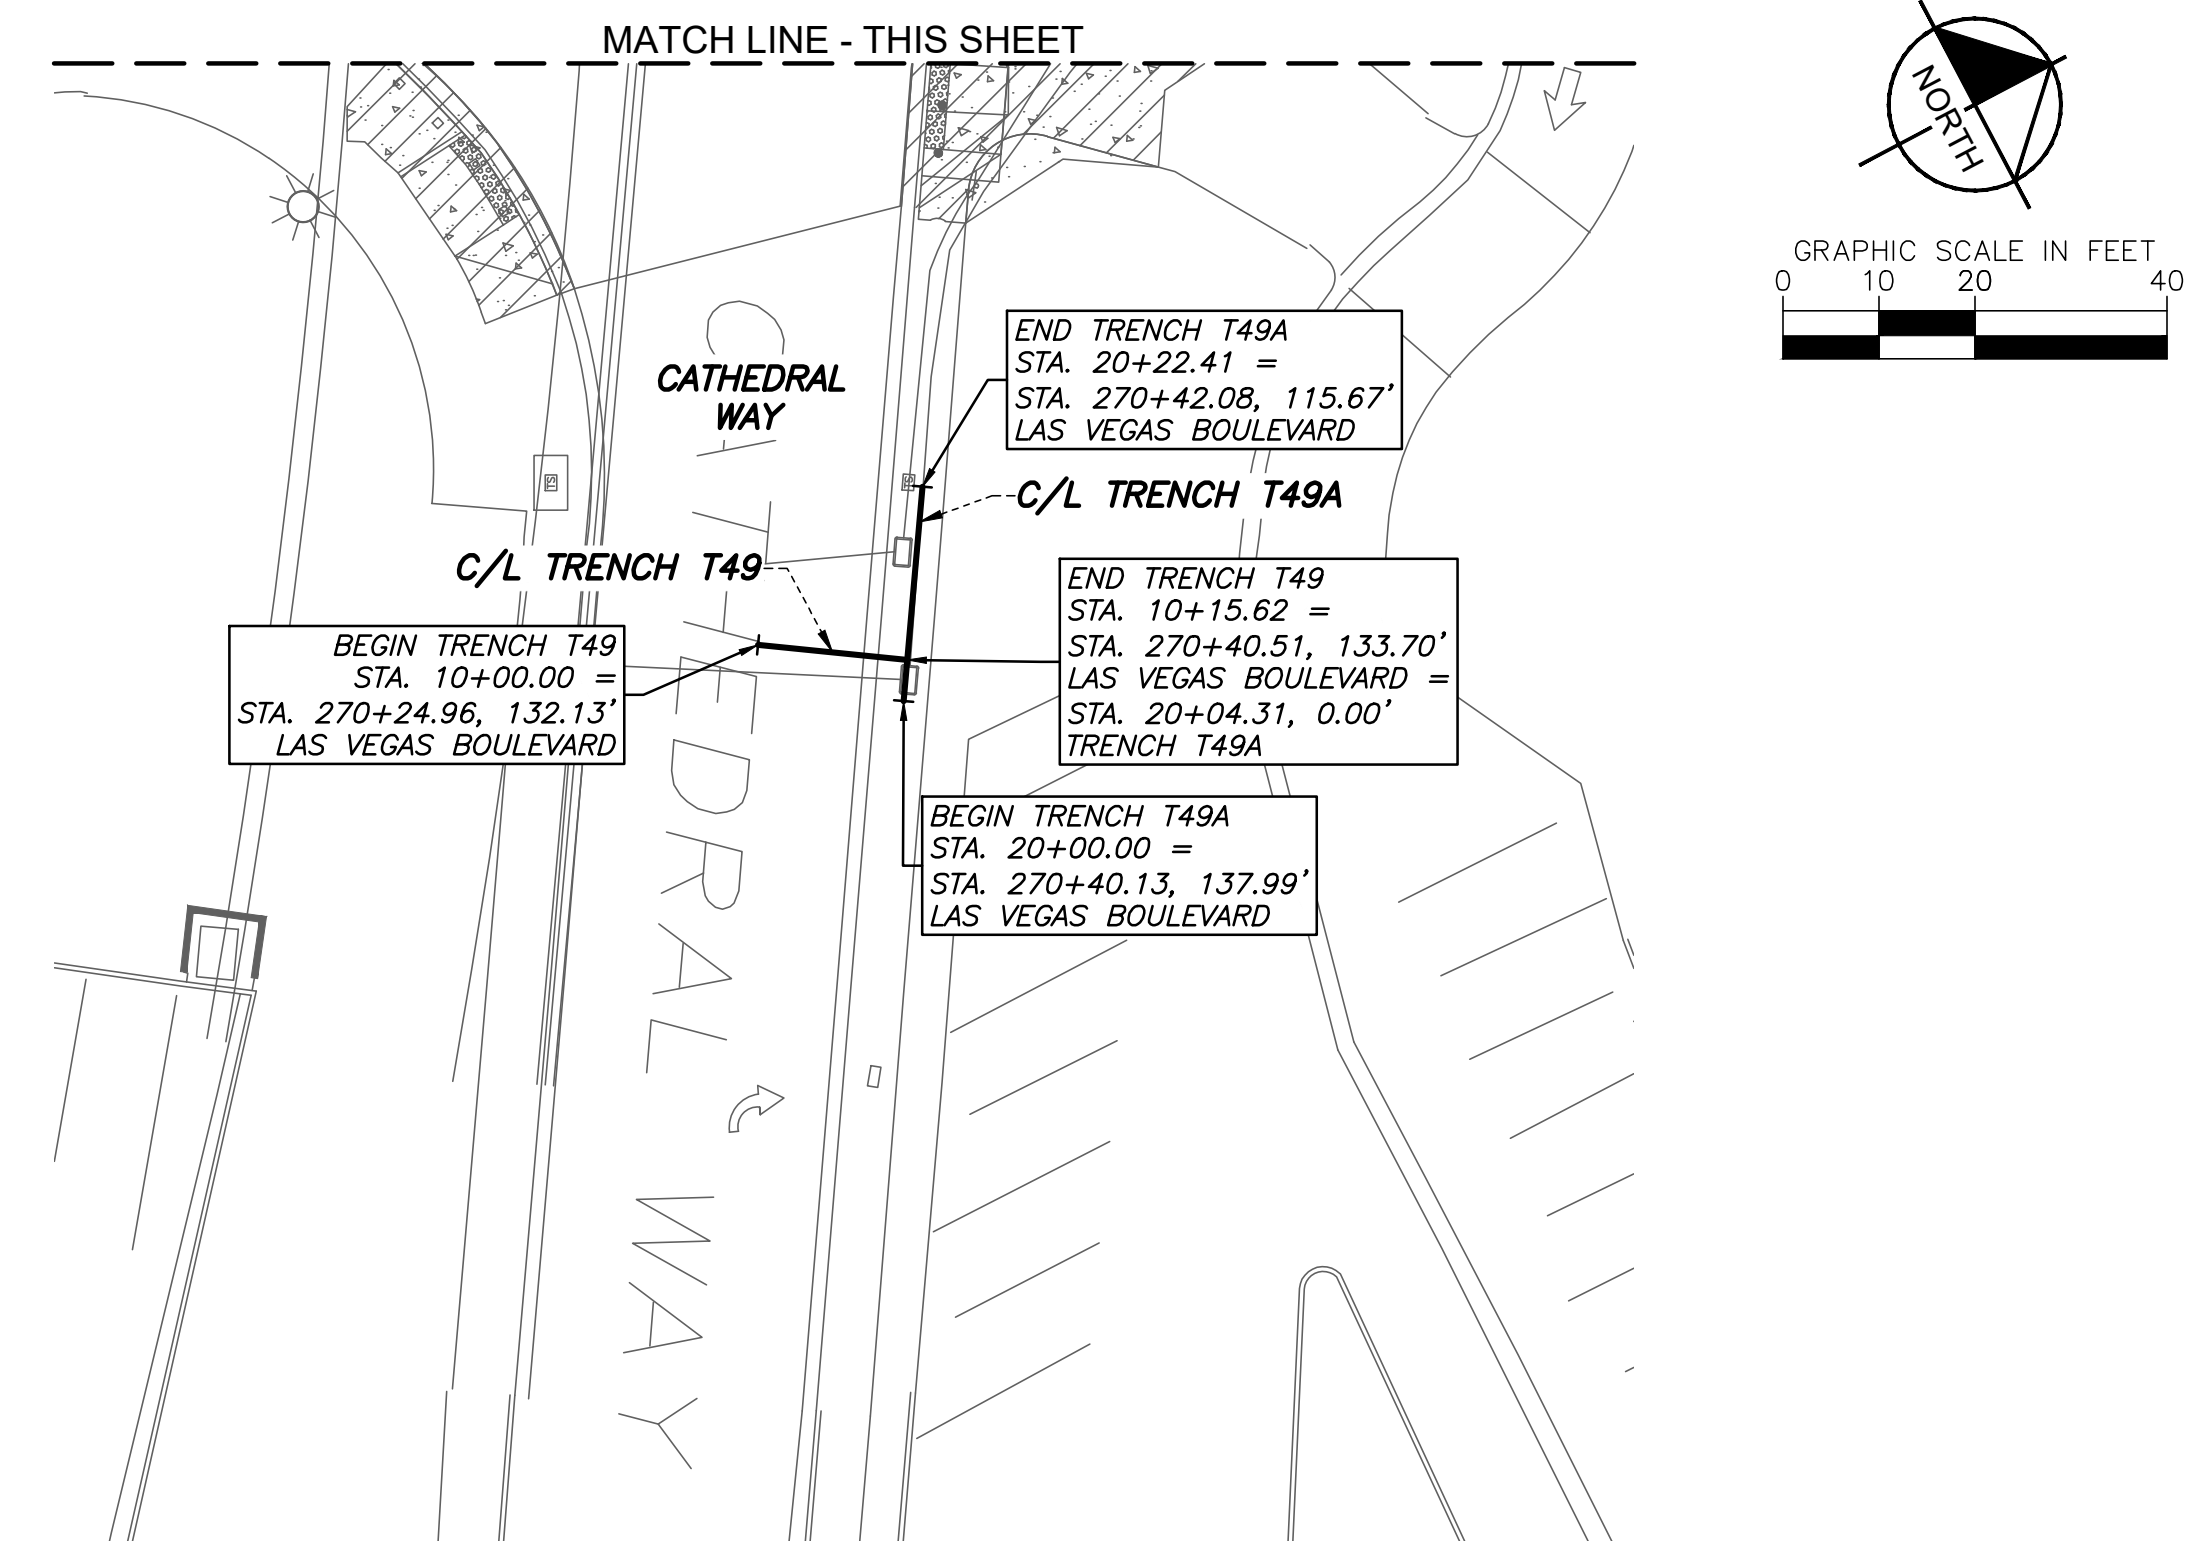 MATCH LINE - THIS SHEET
NORTH
GRAPHIC SCALE IN FEET
0 10 20 40
CATHEDRAL
WAY
END TRENCH T49A
STA. 20+22.41 =
STA. 270+42.08, 115.67'
LAS VEGAS BOULEVARD
TS
TS
C/L TRENCH T49A
C/L TRENCH T49
END TRENCH T49
STA. 10+15.62 =
STA. 270+40.51, 133.70'
LAS VEGAS BOULEVARD =
STA. 20+04.31, 0.00'
TRENCH T49A
BEGIN TRENCH T49
STA. 10+00.00 =
STA. 270+24.96, 132.13'
LAS VEGAS BOULEVARD
BEGIN TRENCH T49A
STA. 20+00.00 =
STA. 270+40.13, 137.99'
LAS VEGAS BOULEVARD
CATHEDRAL WAY